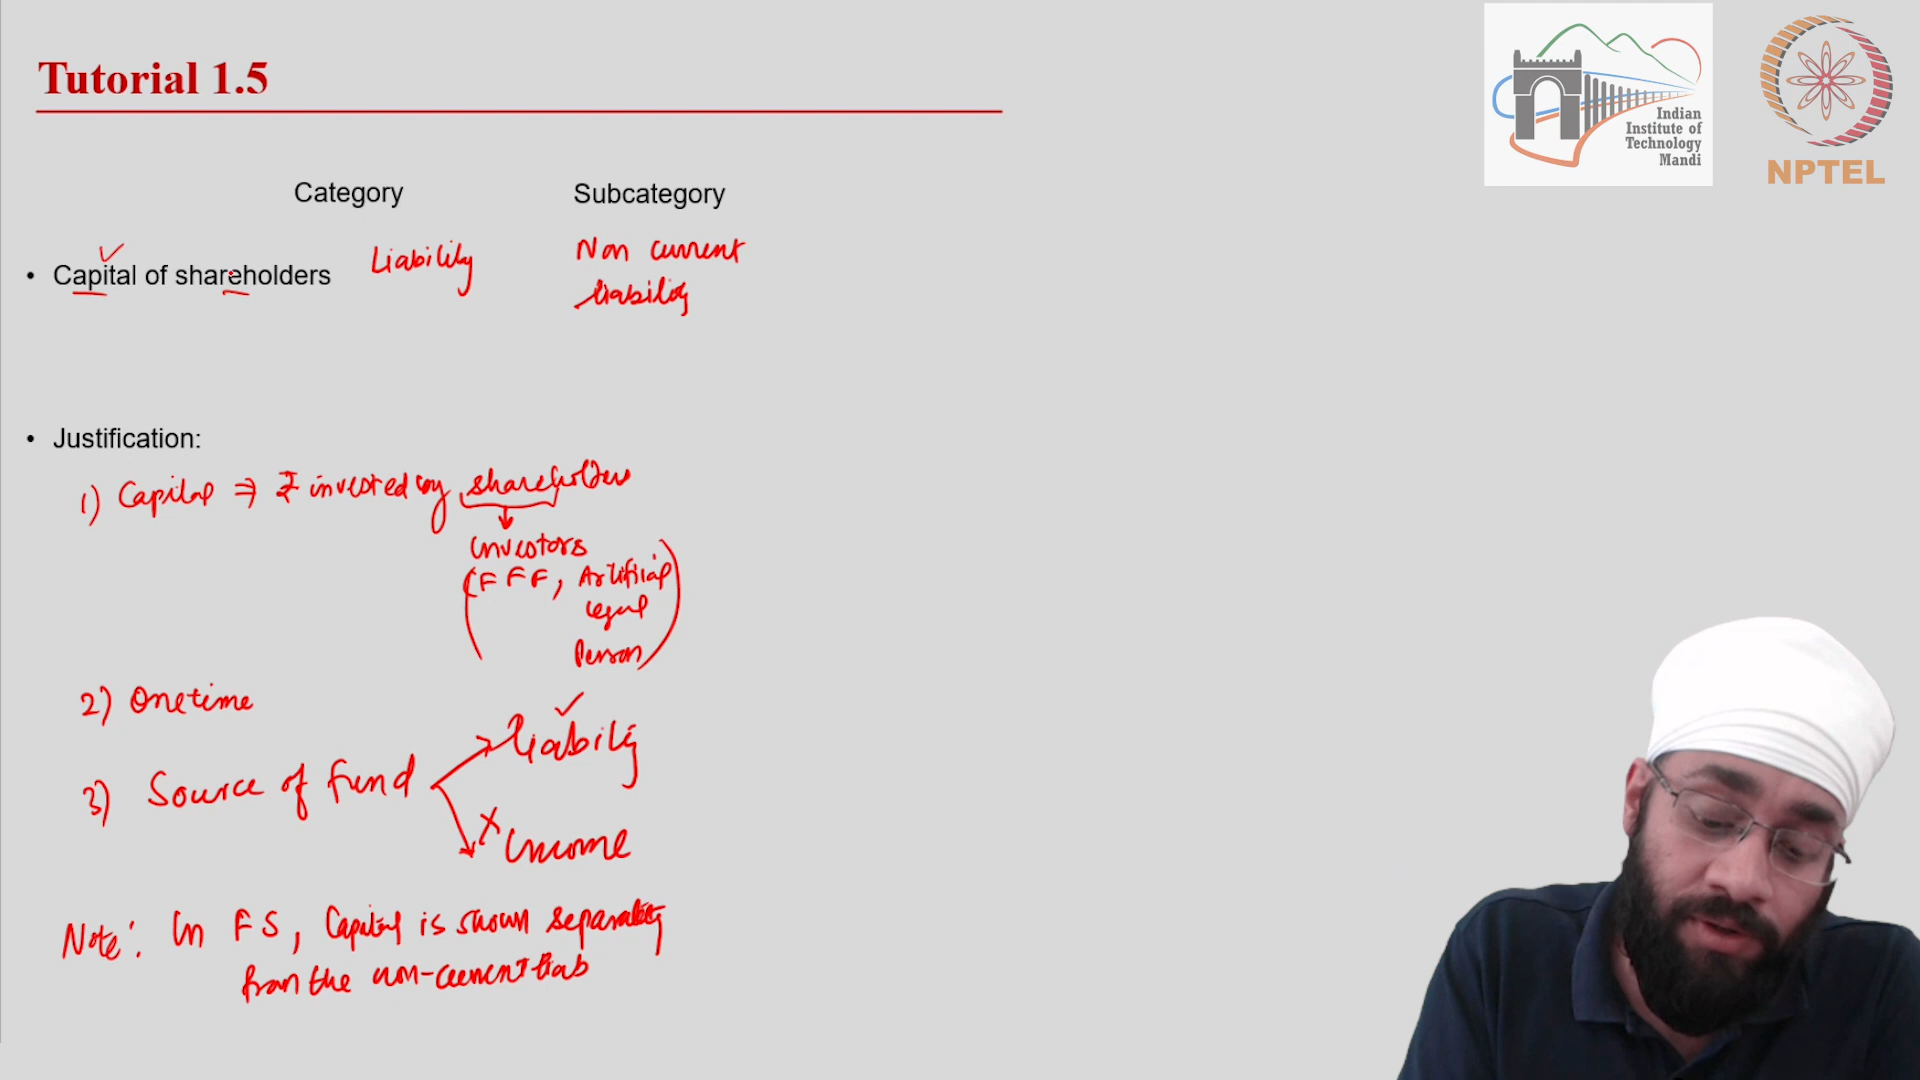 Tutorial 1.5
Indian
Institute of
Technology
Mandi
NPTEL
Category Subcategory
• Capital of shareholders Liability Non current
liability
• Justification:
1) Capital ⇒ ₹ invested by shareholders
investors
(FFF, Artificial
legal
Person)
2) Onetime
3) Source of fund liability
Income
Note: In FS, Capital is shown separately
from the non-current liab